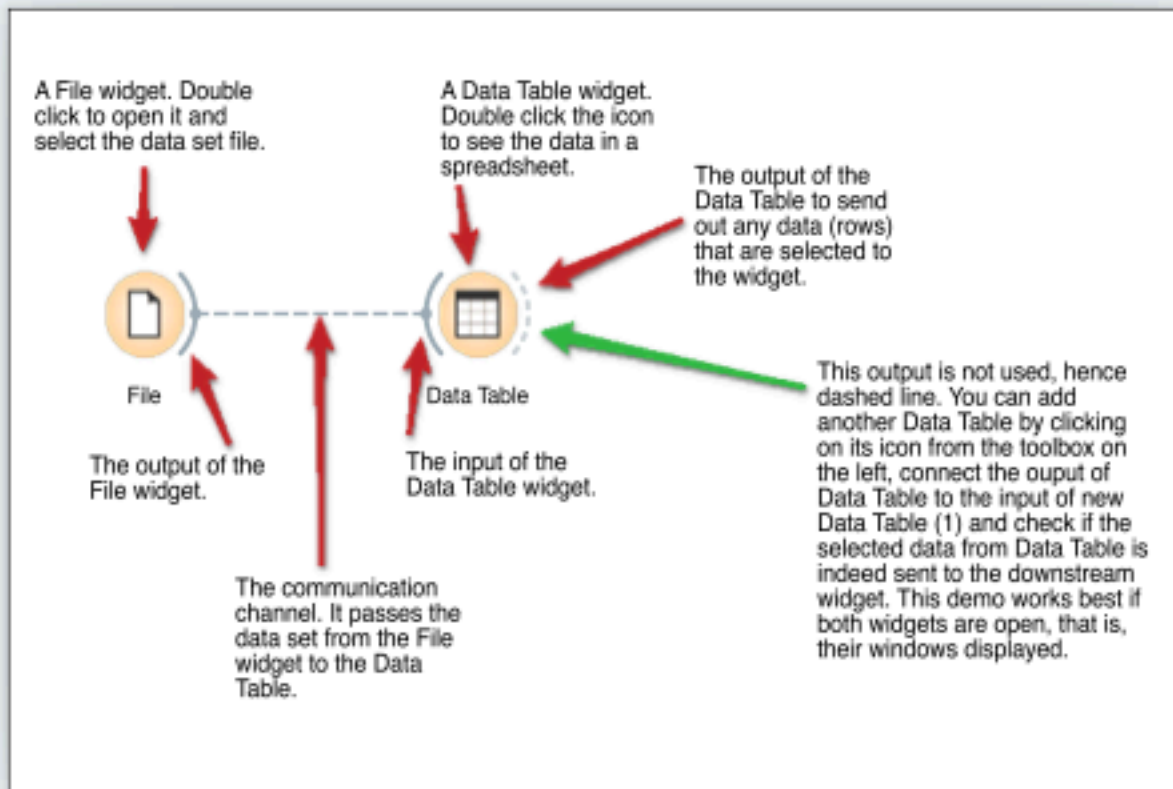 A File widget. Double
click to open it and
select the data set file.
A Data Table widget.
Double click the icon
to see the data in a
spreadsheet.
The output of the
Data Table to send
out any data (rows)
that are selected to
the widget.
File
Data Table
The output of the
File widget.
The input of the
Data Table widget.
The communication
channel. It passes the
data set from the File
widget to the Data
Table.
This output is not used, hence
dashed line. You can add
another Data Table by clicking
on its icon from the toolbox on
the left, connect the ouput of
Data Table to the input of new
Data Table (1) and check if the
selected data from Data Table is
indeed sent to the downstream
widget. This demo works best if
both widgets are open, that is,
their windows displayed.